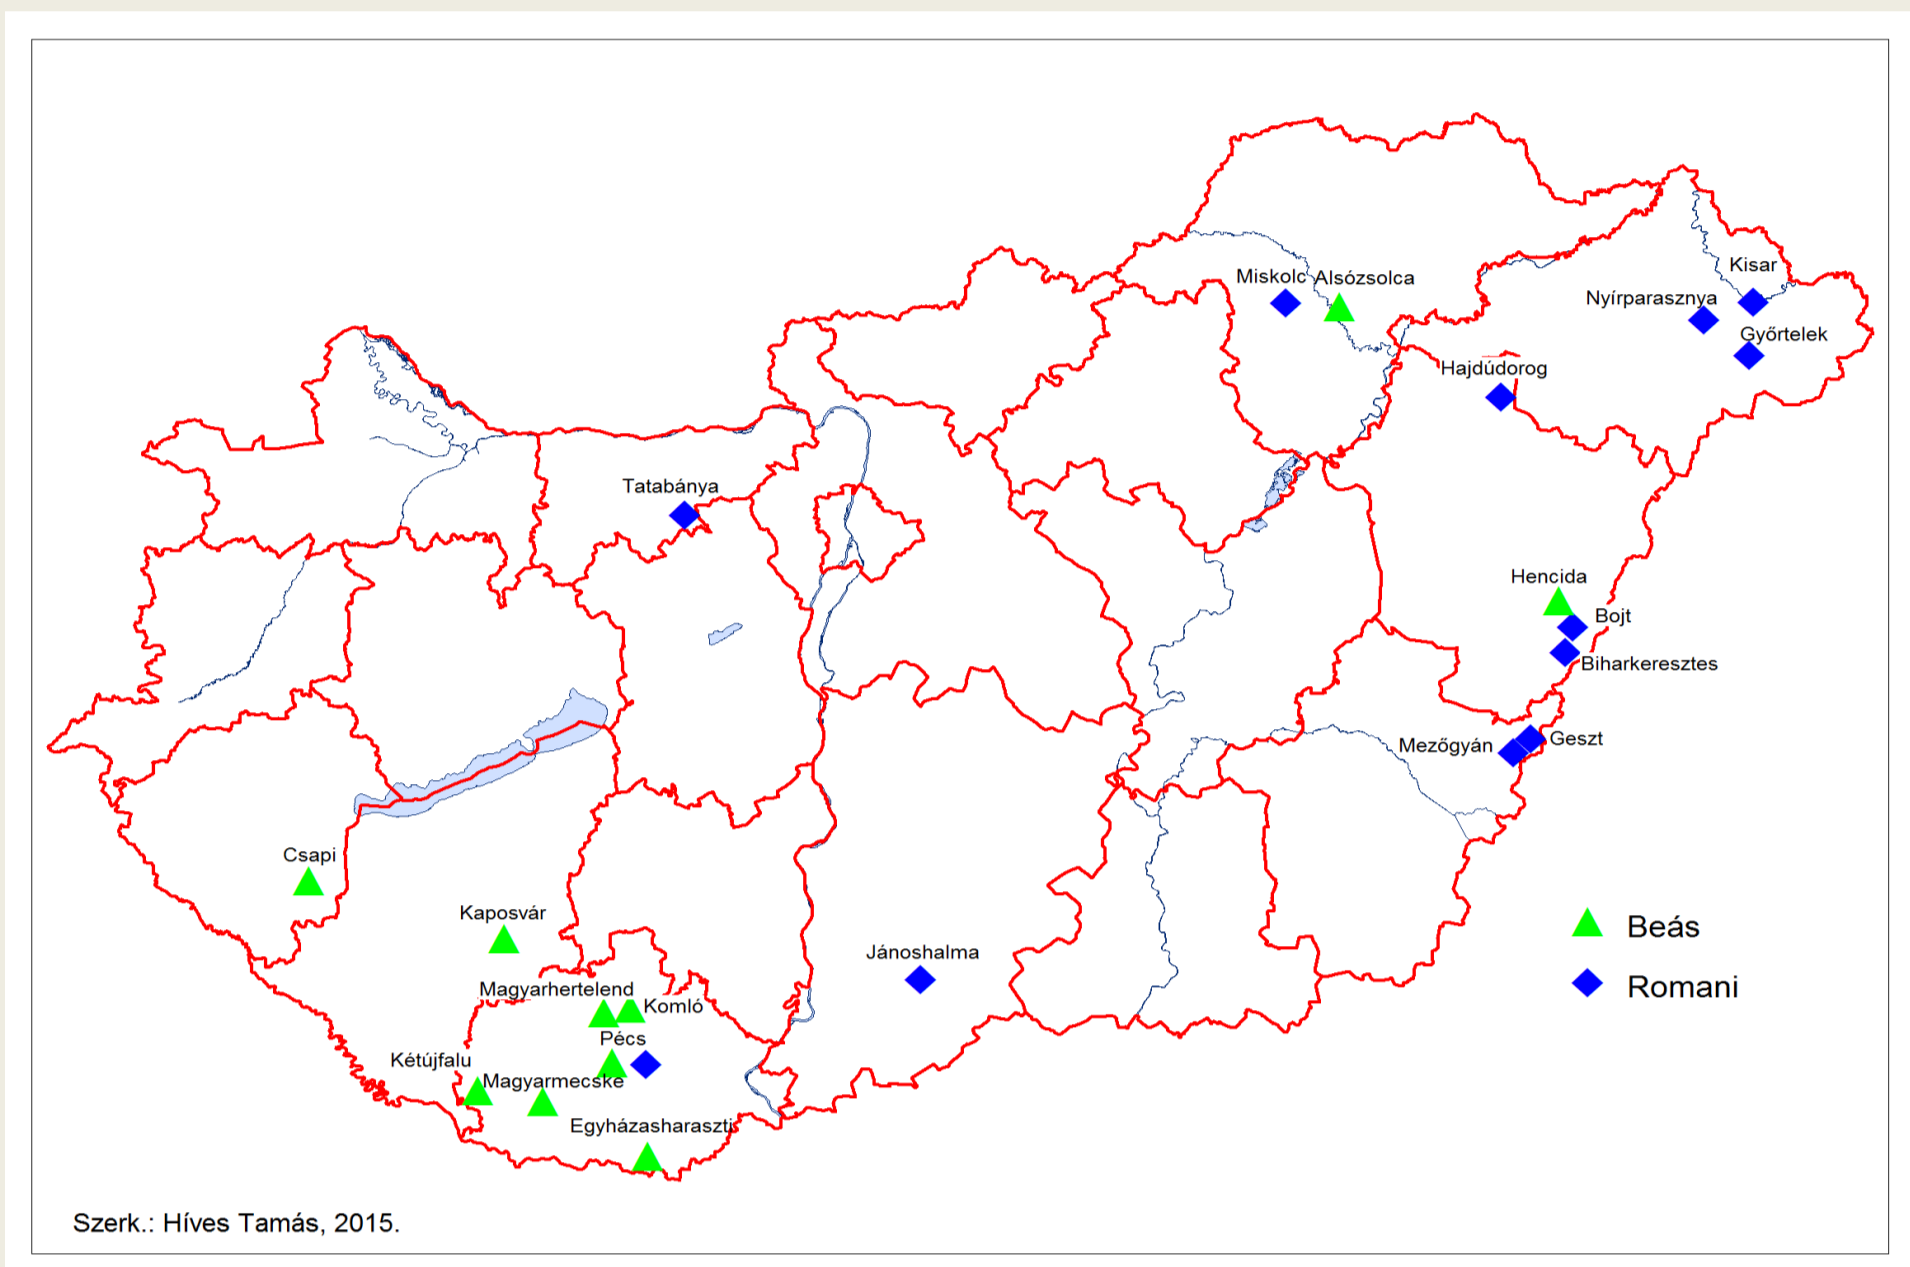 Kisar
Miskolc
Alsózsolca
Nyírparasznya
Győrtelek
Hajdúdorog
Tatabánya
Hencida
Bojt
Biharkeresztes
Mezőgyán
Geszt
Csapi
Kaposvár
Beás
Jánoshalma
Magyarhertelend
Romani
Komló
Pécs
Kétújfalu
Magyarmecske
Egyházasharaszti
Szerk.: Híves Tamás, 2015.